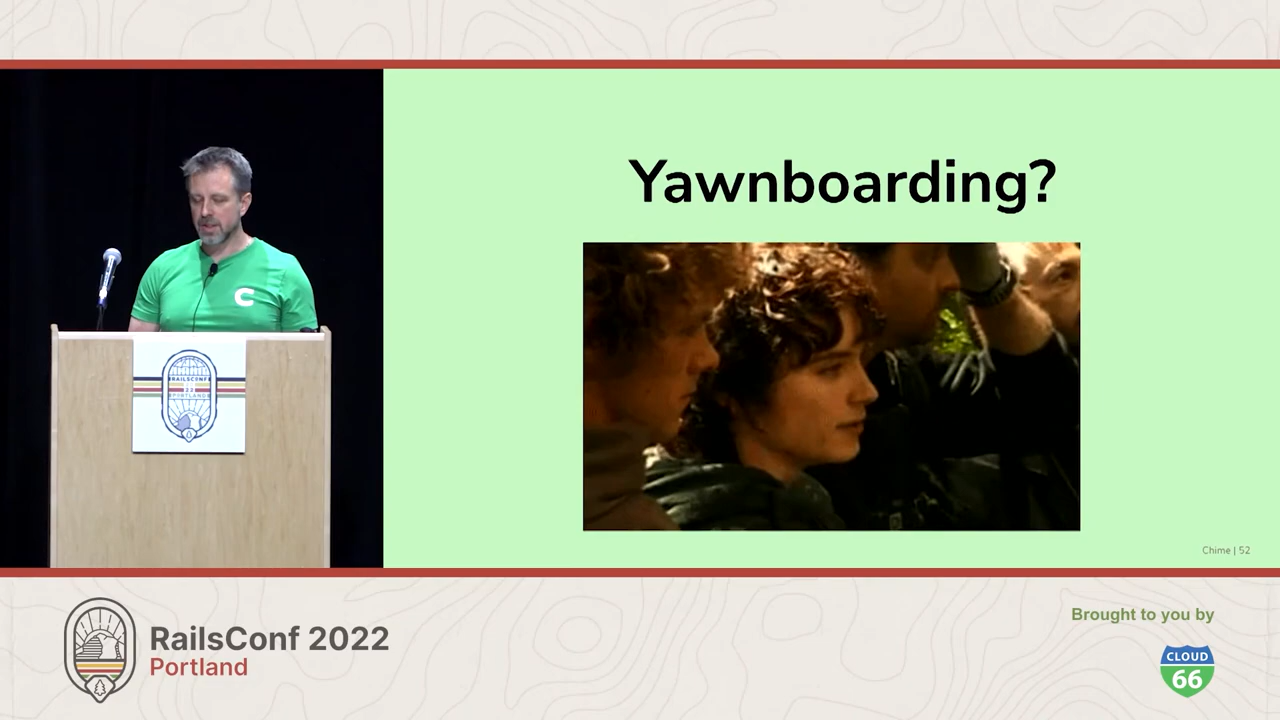 Yawnboarding?
C
RAILSCONF
PORTLAND
Chime | 52
RailsConf 2022
Portland
Brought to you by
CLOUD
66